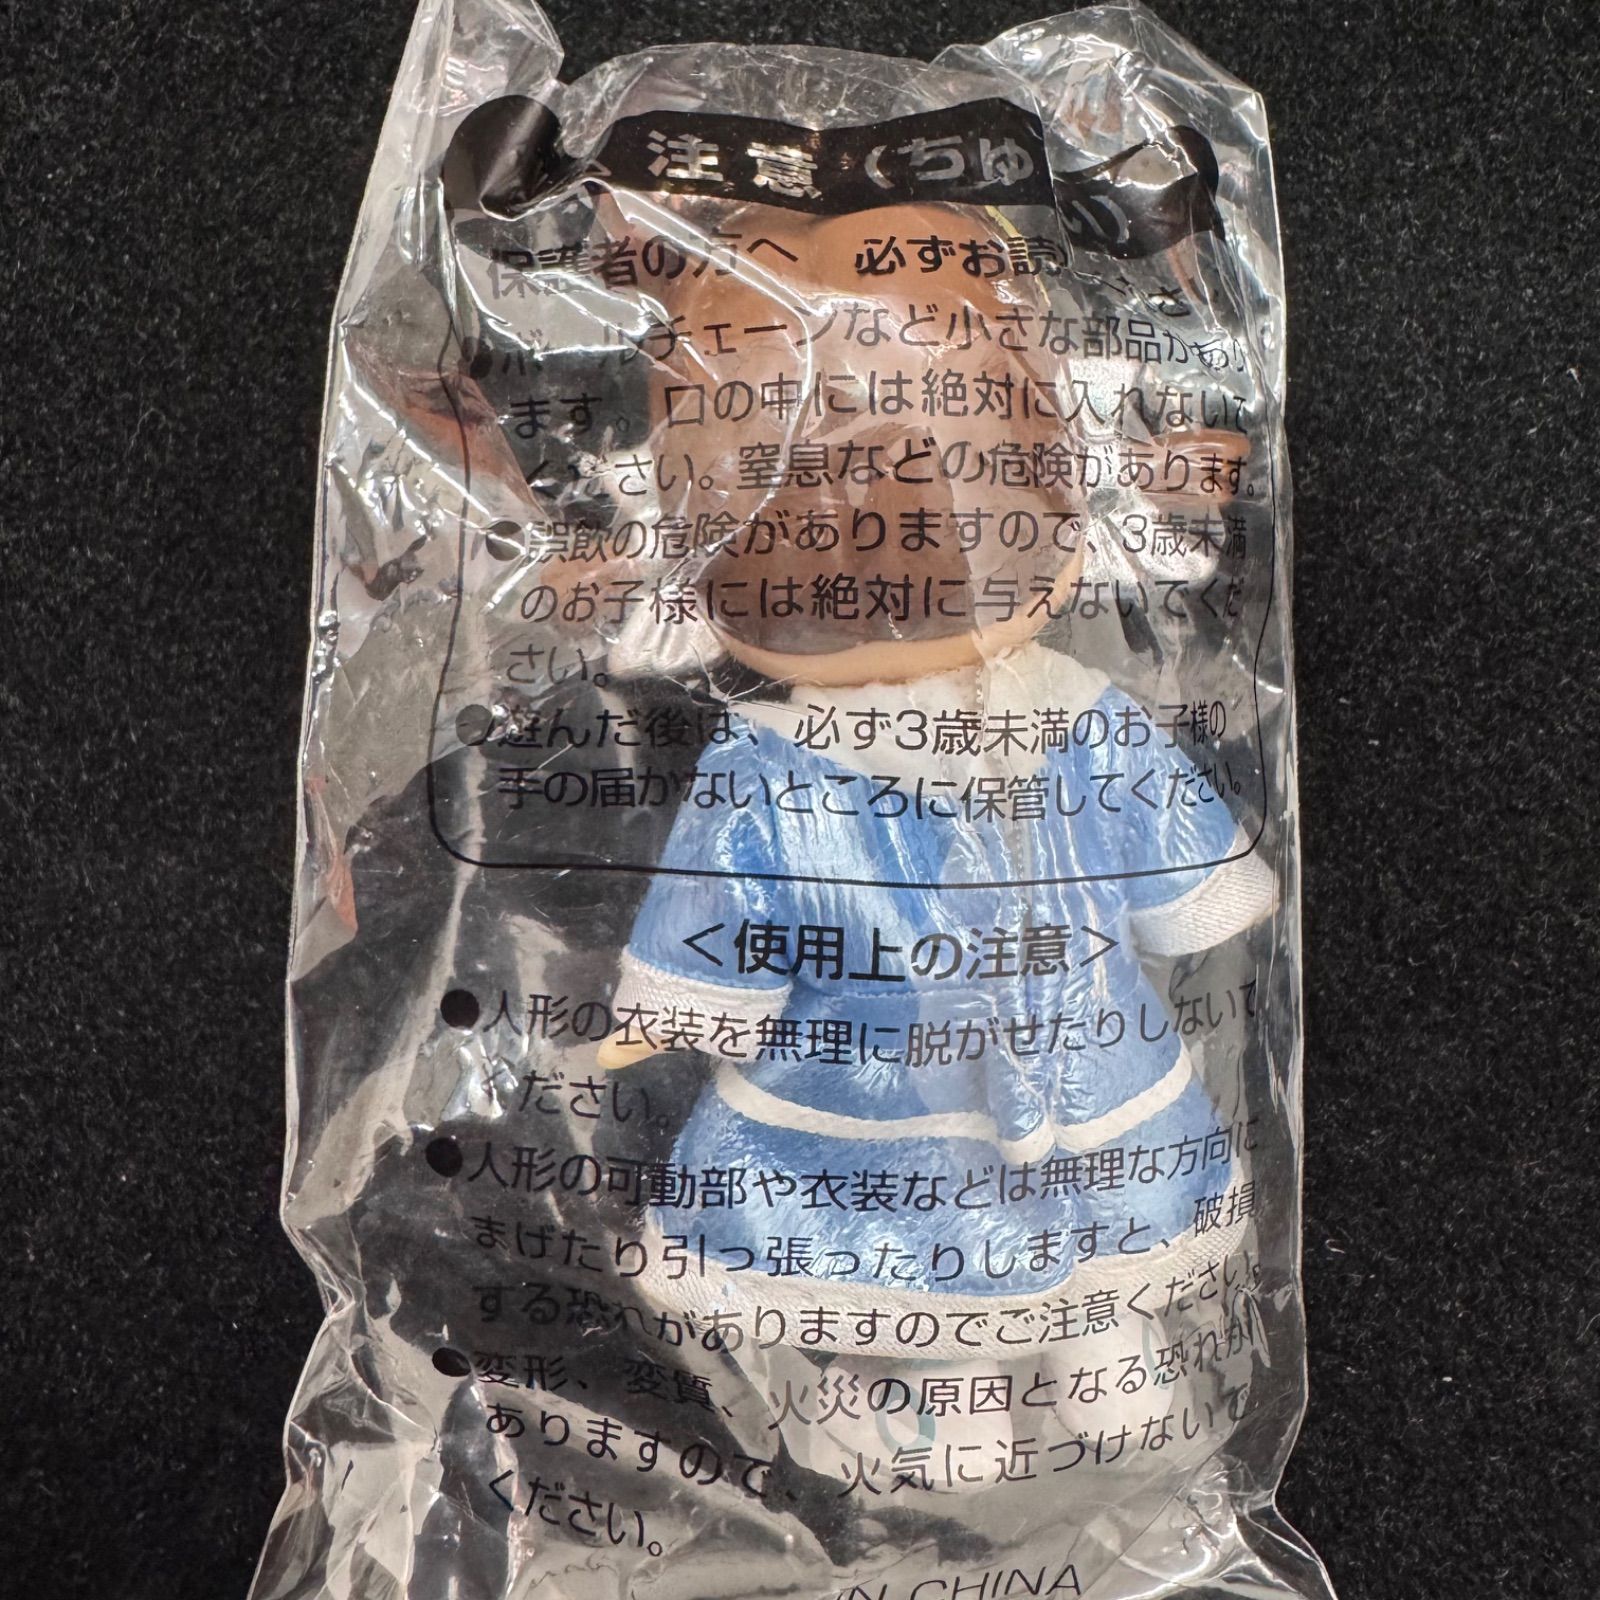 注意(ちゅ
保護者の方へ 必ずお読
●ボールチェーンなど小さな部品があり
ます。口の中には絶対に入れないで
ください。窒息などの危険があります。
●誤飲の危険がありますので、3歳未満
のお子様には絶対に与えないでくだ
さい。
●遊んだ後は、必ず3歳未満のお子様の
手の届かないところに保管してください。
<使用上の注意>
●人形の衣装を無理に脱がせたりしないで
ください。
●人形の可動部や衣装などは無理な方向に
まげたり引っ張ったりしますと、破損
する恐れがありますのでご注意ください。
●変形、変質、火災の原因となる恐れが
ありますので、火気に近づけないで
ください。
IN CHINA